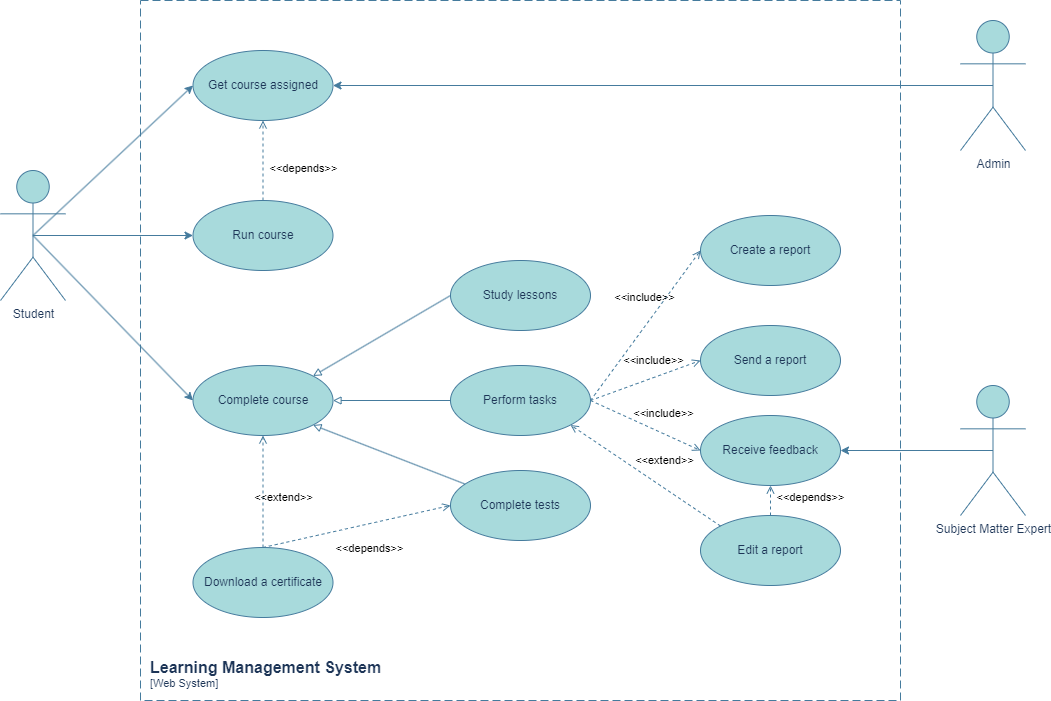 Get course assigned
Admin
<<depends>>
Run course
Student
Create a report
Study lessons
<<include>>
Send a report
<<include>>
Complete course
Perform tasks
<<include>>
Receive feedback
<<extend>>
<<extend>>
<<depends>>
Complete tests
Subject Matter Expert
<<depends>>
Edit a report
Download a certificate
Learning Management System
[Web System]